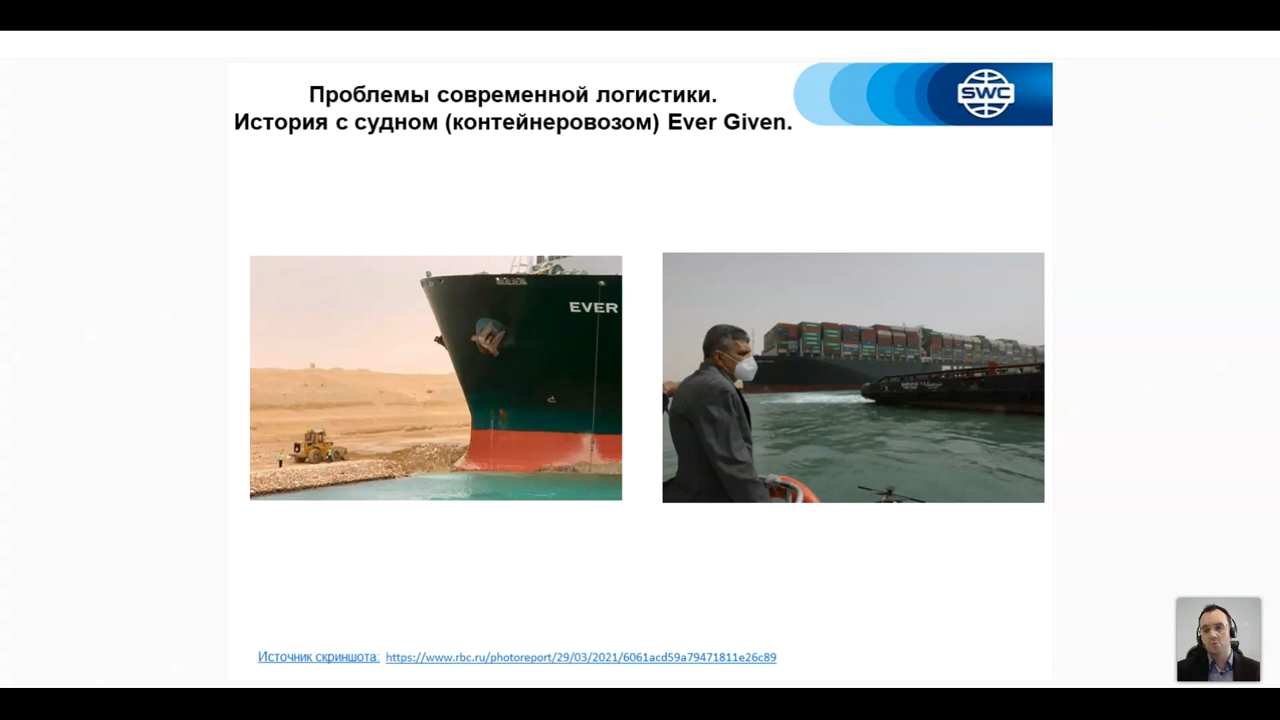 Проблемы современной логистики.
История с судном (контейнеровозом) Ever Given.
SWC
EVER
Источник скриншота: https://www.rbc.ru/photoreport/29/03/2021/6061acd59a79471811e26c89